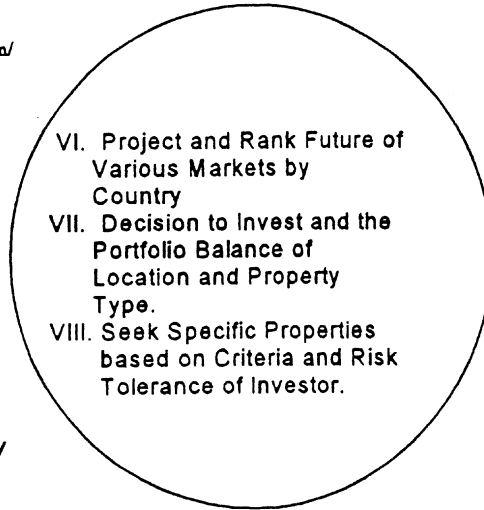 VI. Project and Rank Future of
Various Markets by
Country
VII. Decision to Invest and the
Portfolio Balance of
Location and Property
Type.
VIII. Seek Specific Properties
based on Criteria and Risk
Tolerance of Investor.